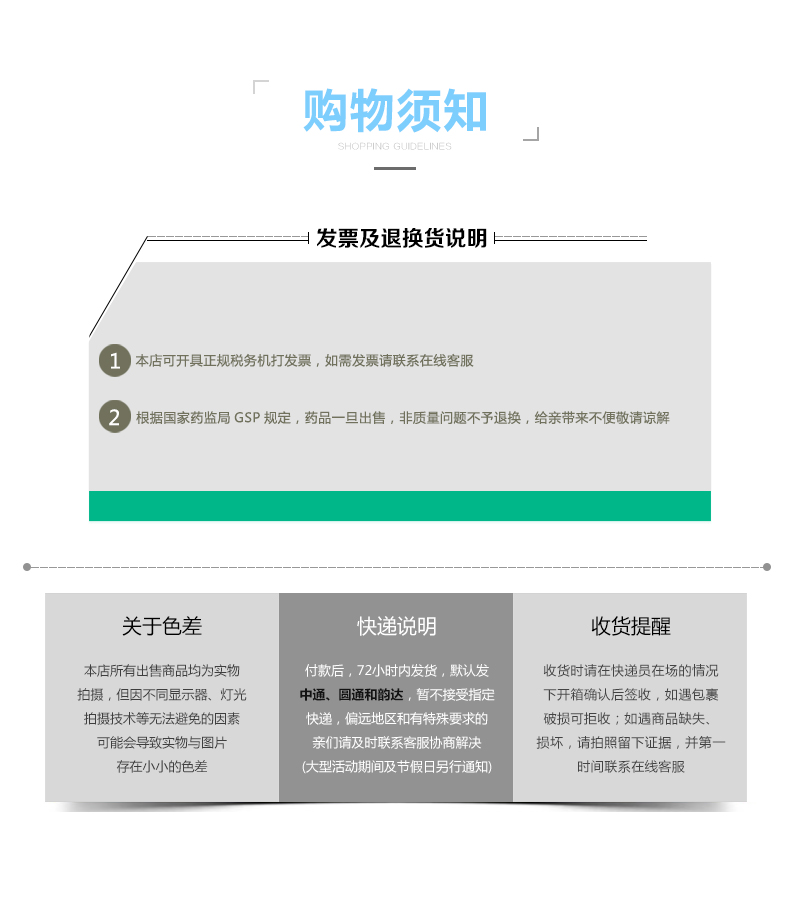 购物须知
SHOPPING GUIDELINES
发票及退换货说明
1 本店可开具正规税务机打发票，如需发票请联系在线客服
2 根据国家药监局 GSP 规定，药品一旦出售，非质量问题不予退换，给亲带来不便敬请谅解
关于色差
本店所有出售商品均为实物
拍摄，但因不同显示器、灯光
拍摄技术等无法避免的因素
可能会导致实物与图片
存在小小的色差
快递说明
付款后，72小时内发货，默认发
中通、圆通和韵达，暂不接受指定
快递，偏远地区和有特殊要求的
亲们请及时联系客服协商解决
(大型活动期间及节假日另行通知)
收货提醒
收货时请在快递员在场的情况
下开箱确认后签收，如遇包裹
破损可拒收；如遇商品缺失、
损坏，请拍照留下证据，并第一
时间联系在线客服